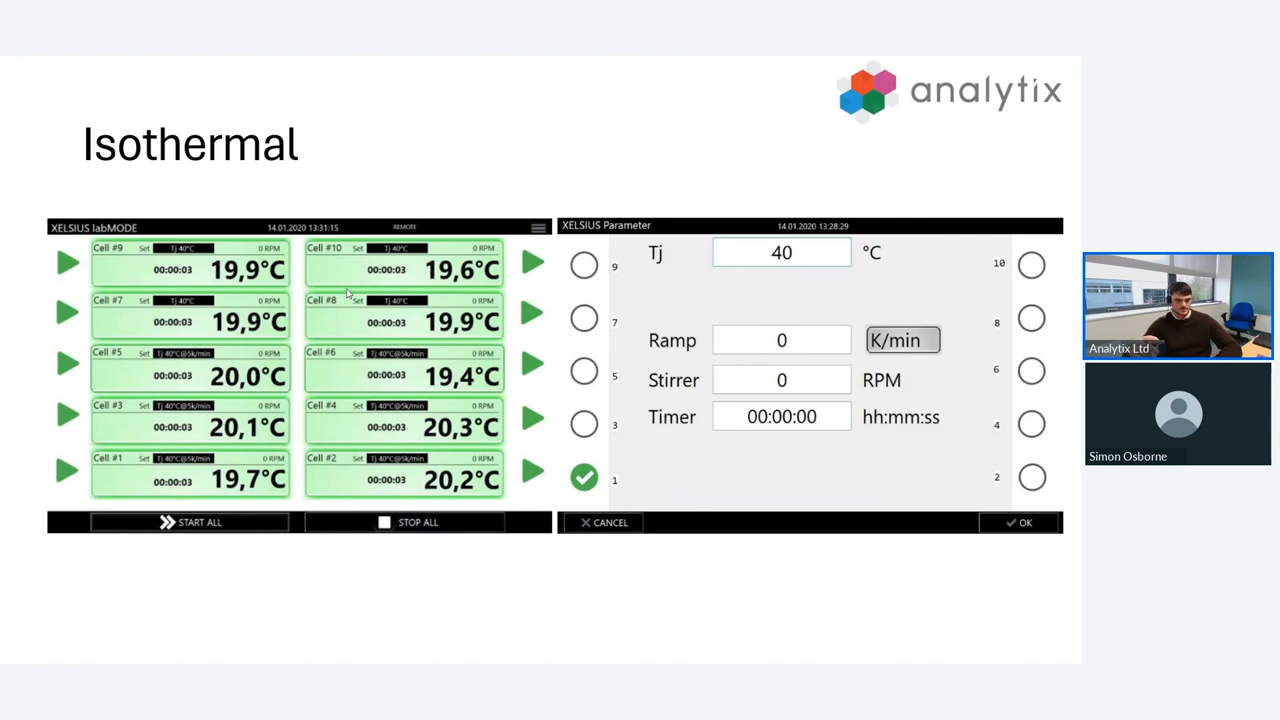 analytix
Isothermal
XELSIUS labMODE 14.01.2020 13:31:15 REMOTE
Cell #9 Set Tj 40°C 0 RPM
00:00:03 19,9°C
Cell #10 Set Tj 40°C 0 RPM
00:00:03 19,6°C
Cell #7 Set Tj 40°C 0 RPM
00:00:03 19,9°C
Cell #8 Set Tj 40°C 0 RPM
00:00:03 19,9°C
Cell #5 Set Tj 40°C@5k/min 0 RPM
00:00:03 20,0°C
Cell #6 Set Tj 40°C@5k/min 0 RPM
00:00:03 19,4°C
Cell #3 Set Tj 40°C@5k/min 0 RPM
00:00:03 20,1°C
Cell #4 Set Tj 40°C@5k/min 0 RPM
00:00:03 20,3°C
Cell #1 Set Tj 40°C@5k/min 0 RPM
00:00:03 19,7°C
Cell #2 Set Tj 40°C@5k/min 0 RPM
00:00:03 20,2°C
START ALL STOP ALL
XELSIUS Parameter 14.01.2020 13:28:29
9 Tj 40 °C 10
7 8
Ramp 0 K/min
5 Stirrer 0 RPM 6
3 Timer 00:00:00 hh:mm:ss 4
1 2
CANCEL OK
Analytix Ltd
Simon Osborne